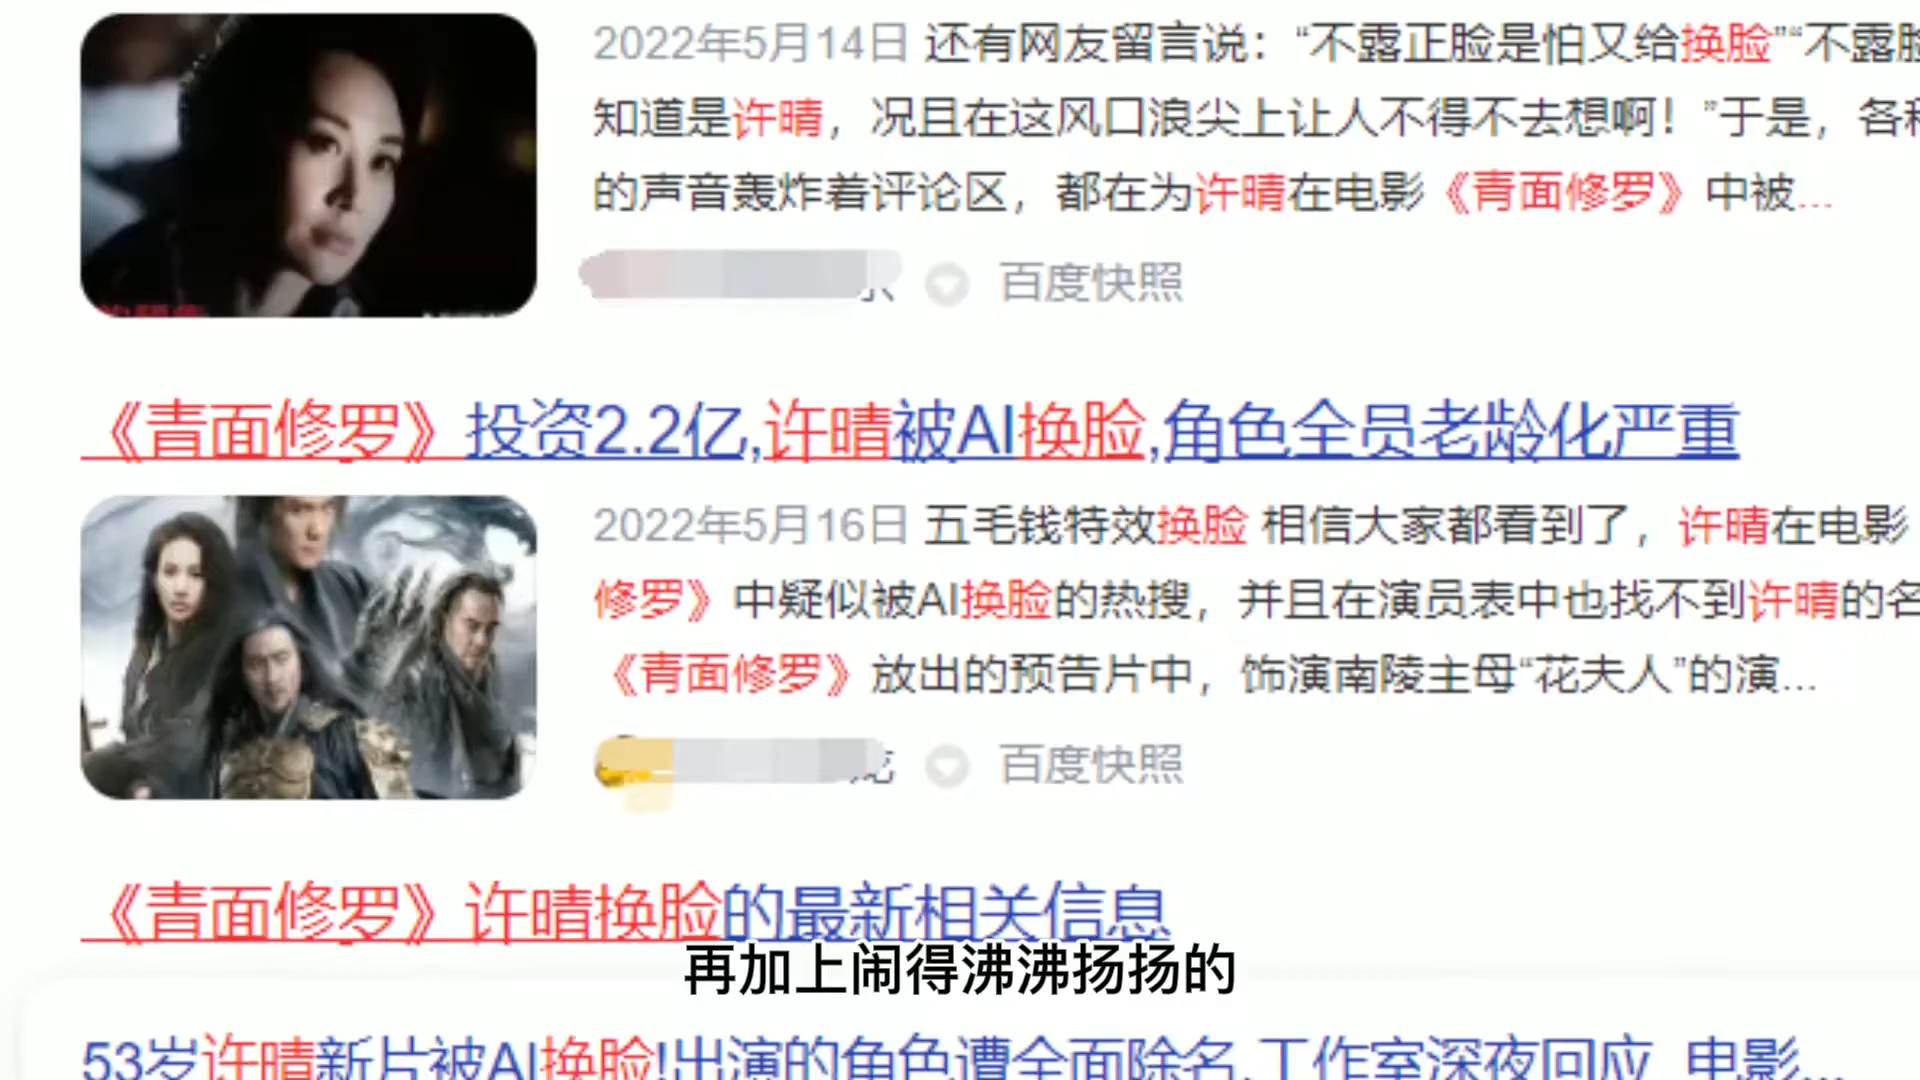 2022年5月14日 还有网友留言说：“不露正脸是怕又给换脸”“不露脸
知道是许晴，况且在这风口浪尖上让人不得不去想啊！”于是，各种
的声音轰炸着评论区，都在为许晴在电影《青面修罗》中被...
百度快照
《青面修罗》投资2.2亿,许晴被AI换脸,角色全员老龄化严重
2022年5月16日 五毛钱特效换脸 相信大家都看到了，许晴在电影
修罗》中疑似被AI换脸的热搜，并且在演员表中也找不到许晴的名
《青面修罗》放出的预告片中，饰演南陵主母“花夫人”的演...
百度快照
《青面修罗》许晴换脸的最新相关信息
再加上闹得沸沸扬扬的
53岁许晴新片被AI换脸!出演的角色遭全面除名,工作室深夜回应_电影...